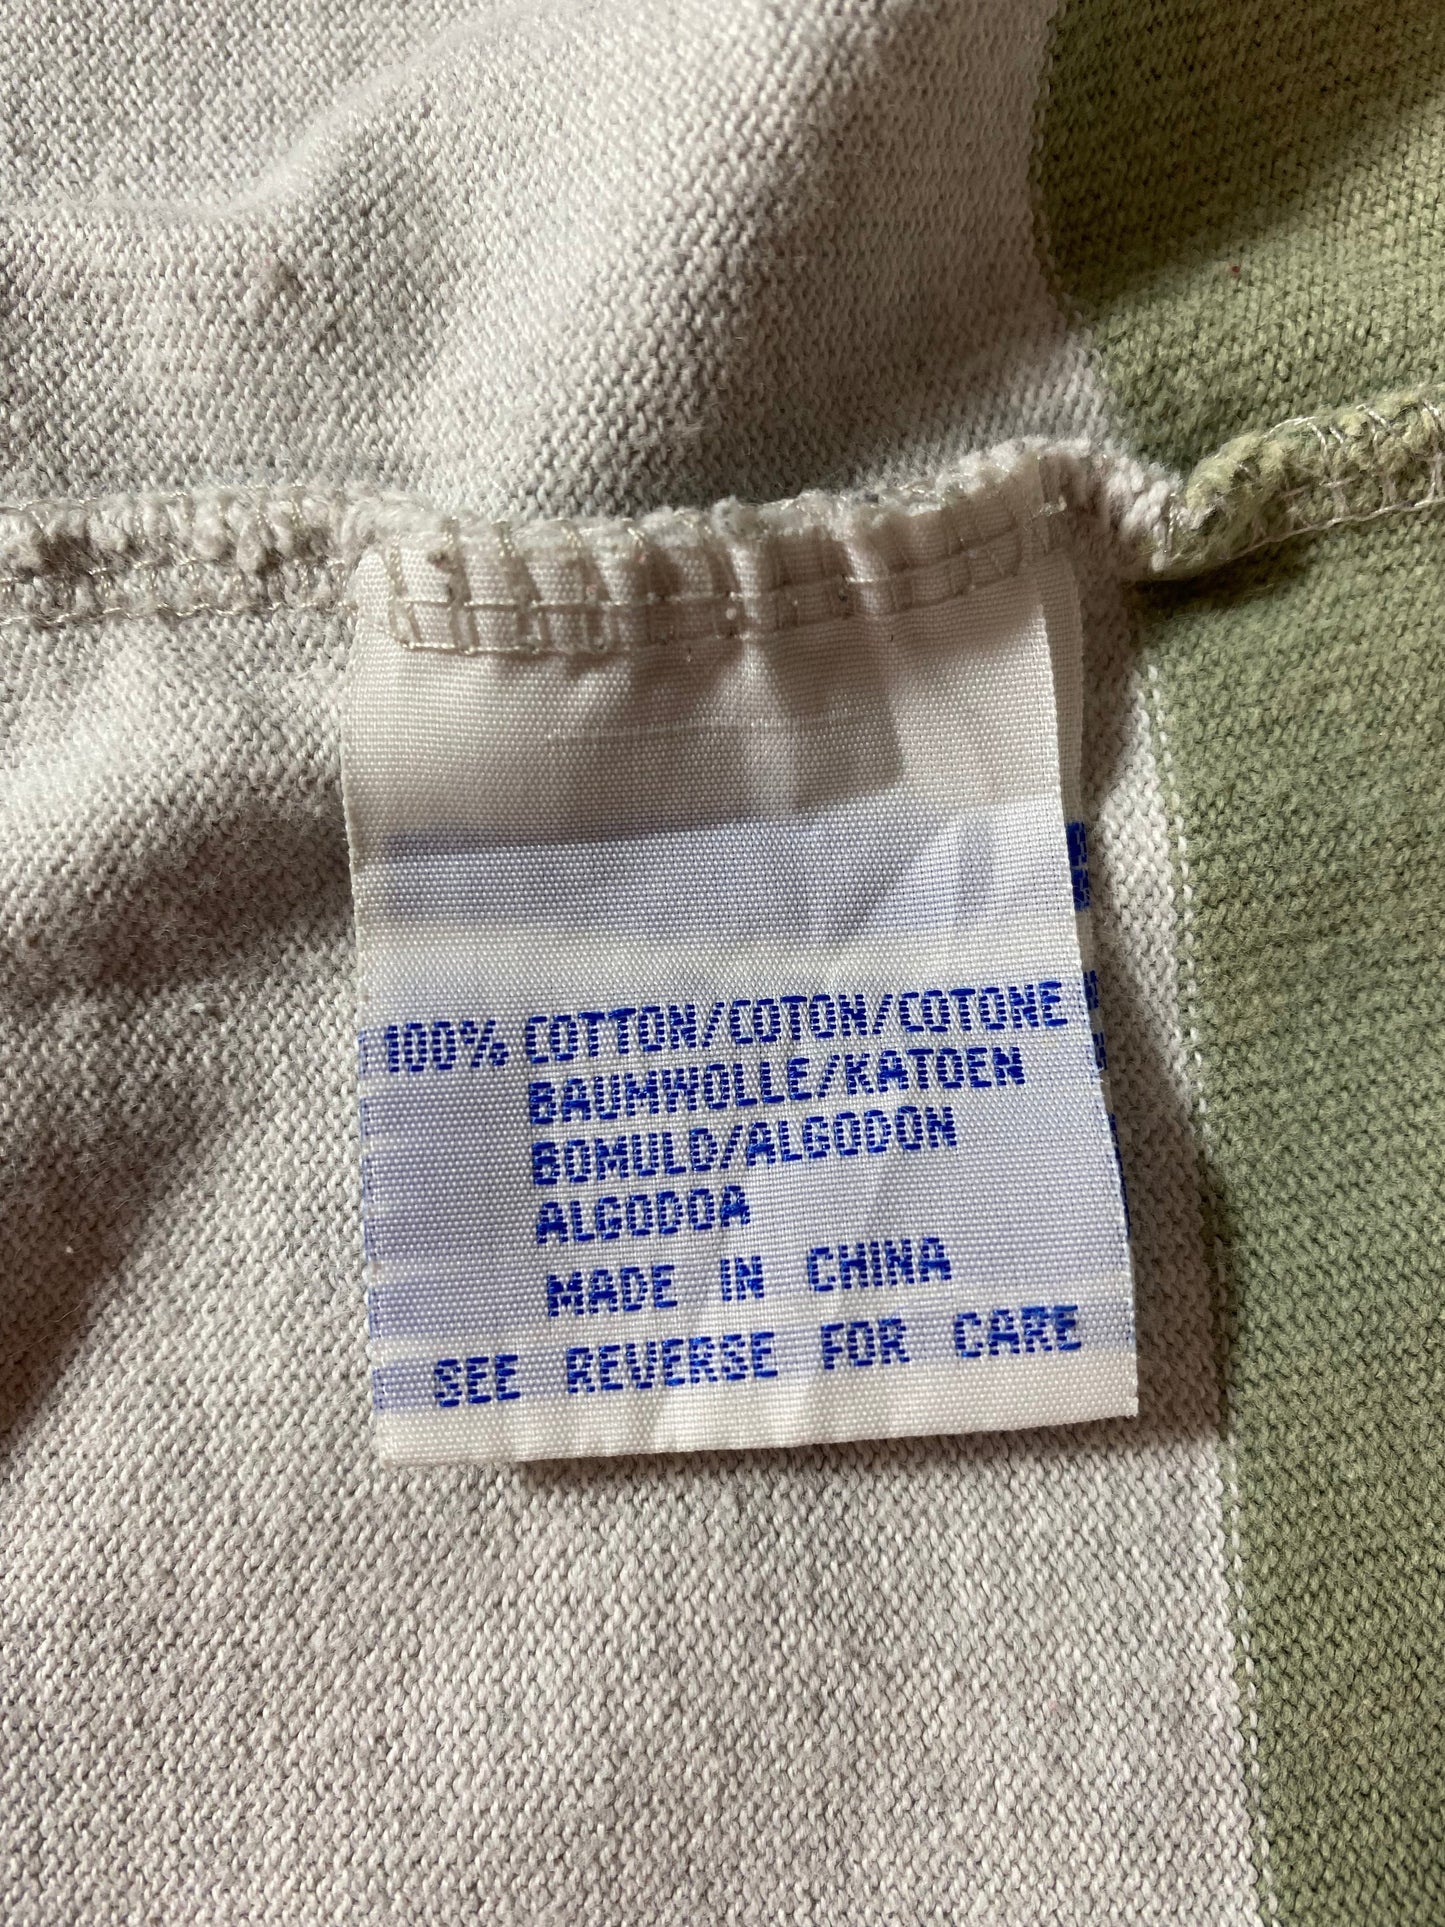 100% COTTON/COTON/COTONE
BAUMWOLLE/KATOEN
BOMULD/ALGODON
ALGODOA
MADE IN CHINA
SEE REVERSE FOR CARE